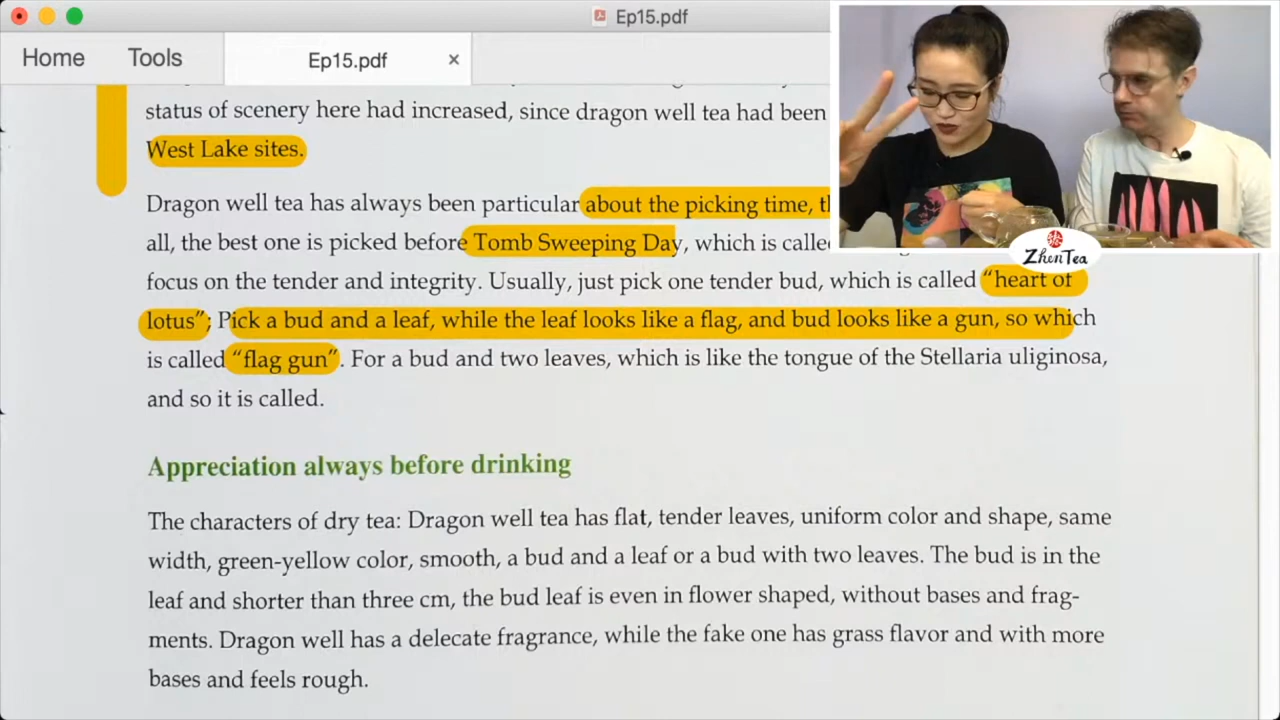 Ep15.pdf
Home
Tools
Ep15.pdf
×
status of scenery here had increased, since dragon well tea had been
West Lake sites.
Dragon well tea has always been particular about the picking time,
all, the best one is picked before Tomb Sweeping Day, which is
focus on the tender and integrity. Usually, just pick one tender bud, which is called “heart of
lotus”; Pick a bud and a leaf, while the leaf looks like a flag, and bud looks like a gun, so which
is called “flag gun”. For a bud and two leaves, which is like the tongue of the Stellaria uliginosa,
and so it is called.
Appreciation always before drinking
The characters of dry tea: Dragon well tea has flat, tender leaves, uniform color and shape, same
width, green-yellow color, smooth, a bud and a leaf or a bud with two leaves. The bud is in the
leaf and shorter than three cm, the bud leaf is even in flower shaped, without bases and frag-
ments. Dragon well has a delecate fragrance, while the fake one has grass flavor and with more
bases and feels rough.
ZhenTea